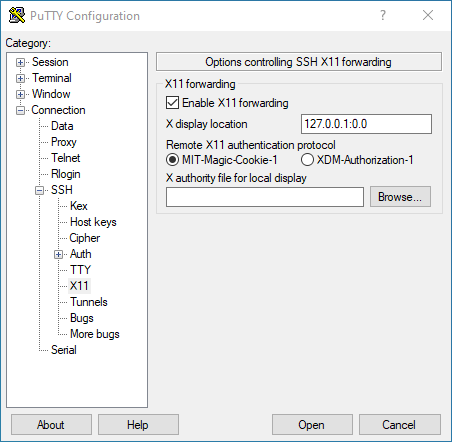 PuTTY Configuration
?
Category:
Session
Terminal
Window
Connection
Data
Proxy
Telnet
Rlogin
SSH
Kex
Host keys
Cipher
Auth
TTY
X11
Tunnels
Bugs
More bugs
Serial
Options controlling SSH X11 forwarding
X11 forwarding
Enable X11 forwarding
X display location 127.0.0.1:0.0
Remote X11 authentication protocol
MIT-Magic-Cookie-1 XDM-Authorization-1
X authority file for local display
Browse...
About Help Open Cancel